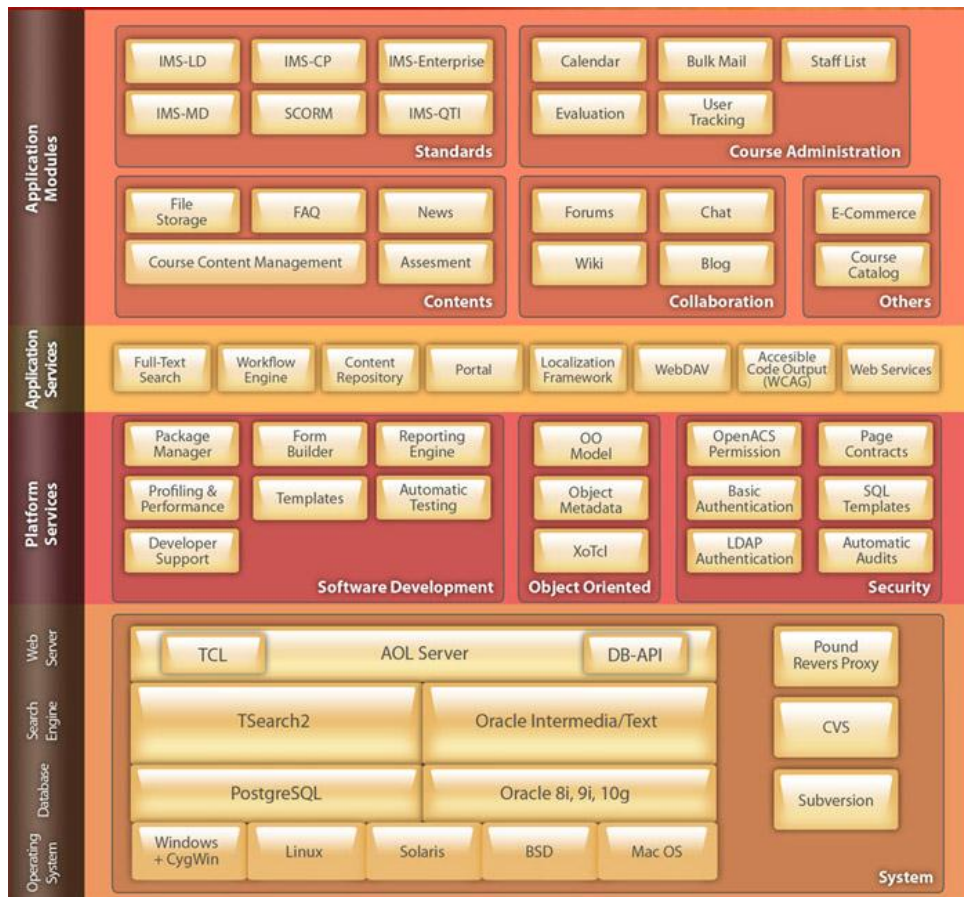 Application
Modules
IMS-LD
IMS-CP
IMS-Enterprise
IMS-MD
SCORM
IMS-QTI
Standards
Calendar
Bulk Mail
Staff List
Evaluation
User
Tracking
Course Administration
File
Storage
FAQ
News
Course Content Management
Assesment
Contents
Forums
Chat
Wiki
Blog
Collaboration
E-Commerce
Course
Catalog
Others
Application
Services
Full-Text
Search
Workflow
Engine
Content
Repository
Portal
Localization
Framework
WebDAV
Accesible
Code Output
(WCAG)
Web Services
Platform
Services
Package
Manager
Form
Builder
Reporting
Engine
Profiling &
Performance
Templates
Automatic
Testing
Developer
Support
Software Development
OO
Model
Object
Metadata
XoTcl
Object Oriented
OpenACS
Permission
Page
Contracts
Basic
Authentication
SQL
Templates
LDAP
Authentication
Automatic
Audits
Security
Web
Server
TCL
AOL Server
DB-API
Search
Engine
TSearch2
Oracle Intermedia/Text
Database
PostgreSQL
Oracle 8i, 9i, 10g
Operating
System
Windows
+ CygWin
Linux
Solaris
BSD
Mac OS
Pound
Revers Proxy
CVS
Subversion
System